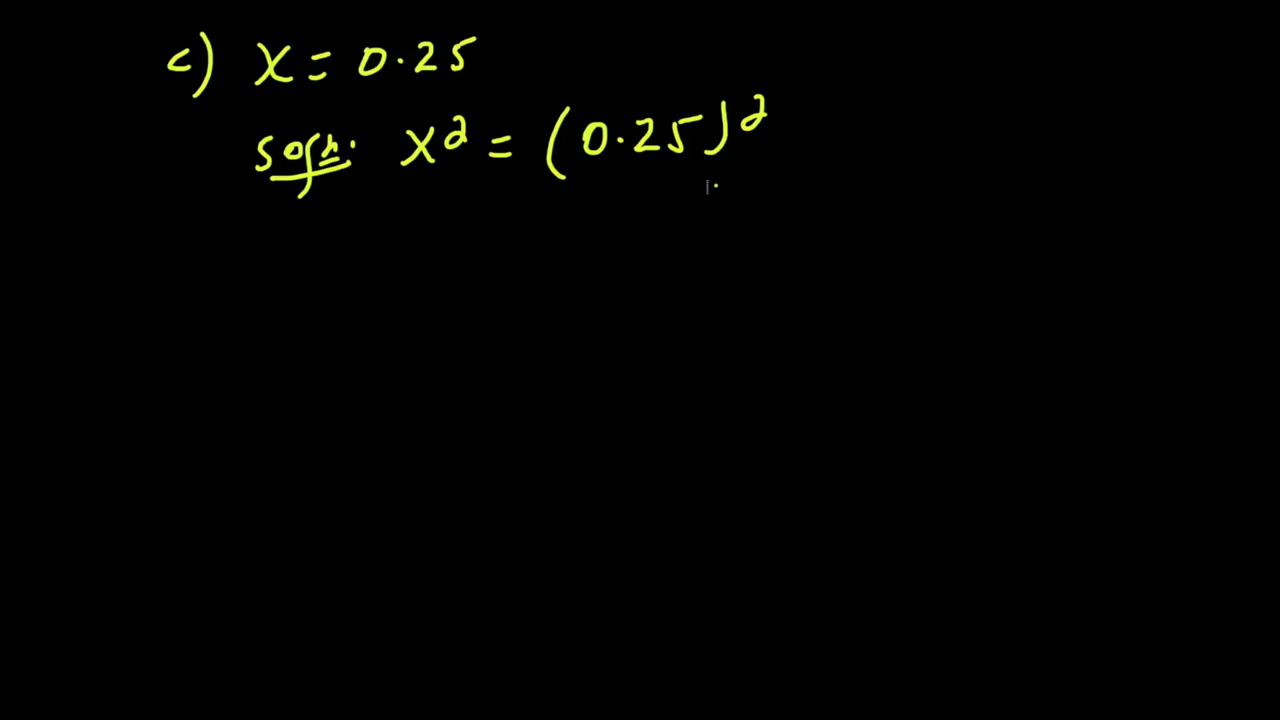 c) x = 0.25
soln: x² = (0.25)²